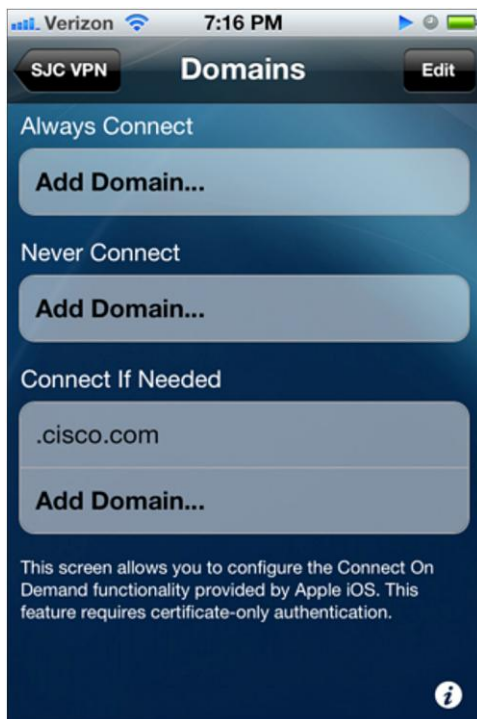 Verizon 7:16 PM
SJC VPN Domains Edit
Always Connect
Add Domain...
Never Connect
Add Domain...
Connect If Needed
.cisco.com
Add Domain...
This screen allows you to configure the Connect On
Demand functionality provided by Apple iOS. This
feature requires certificate-only authentication.
i